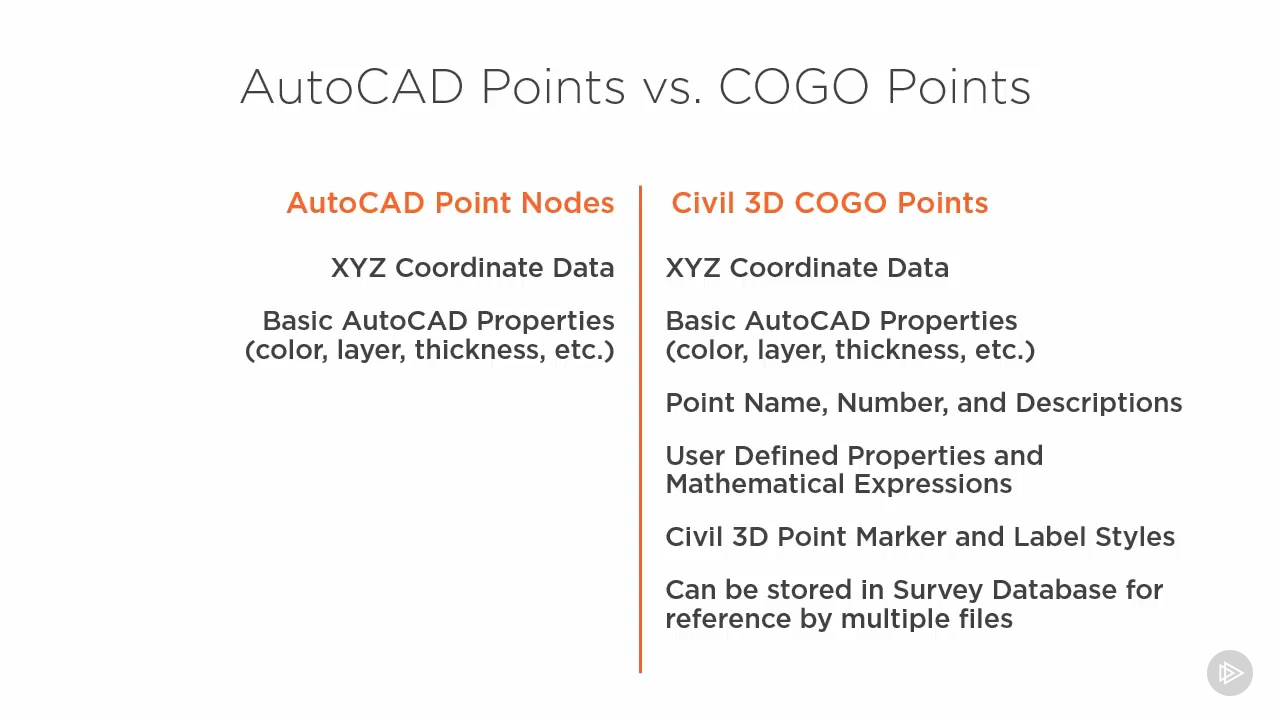 AutoCAD Points vs. COGO Points
AutoCAD Point Nodes
XYZ Coordinate Data
Basic AutoCAD Properties
(color, layer, thickness, etc.)
Civil 3D COGO Points
XYZ Coordinate Data
Basic AutoCAD Properties
(color, layer, thickness, etc.)
Point Name, Number, and Descriptions
User Defined Properties and
Mathematical Expressions
Civil 3D Point Marker and Label Styles
Can be stored in Survey Database for
reference by multiple files